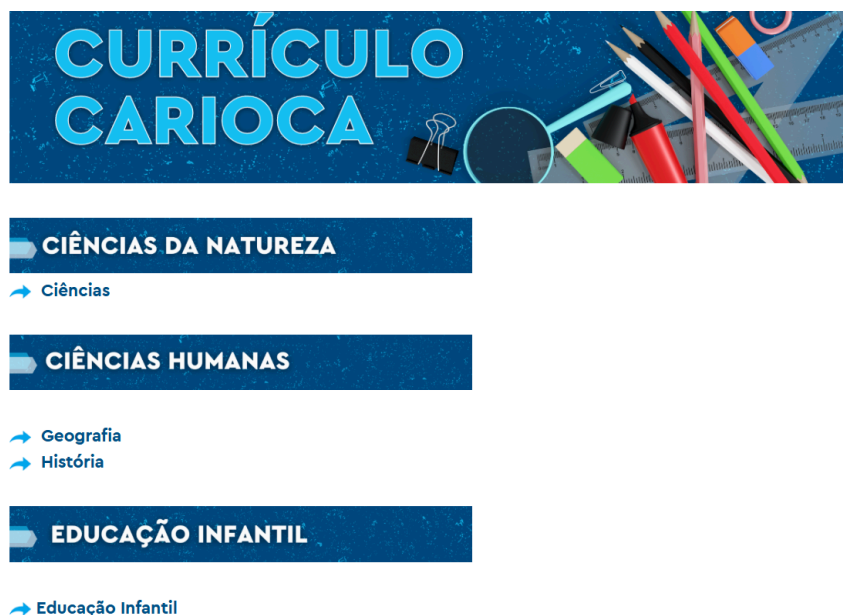 CURRÍCULO
CARIOCA
CIÊNCIAS DA NATUREZA
Ciências
CIÊNCIAS HUMANAS
Geografia
História
EDUCAÇÃO INFANTIL
Educação Infantil